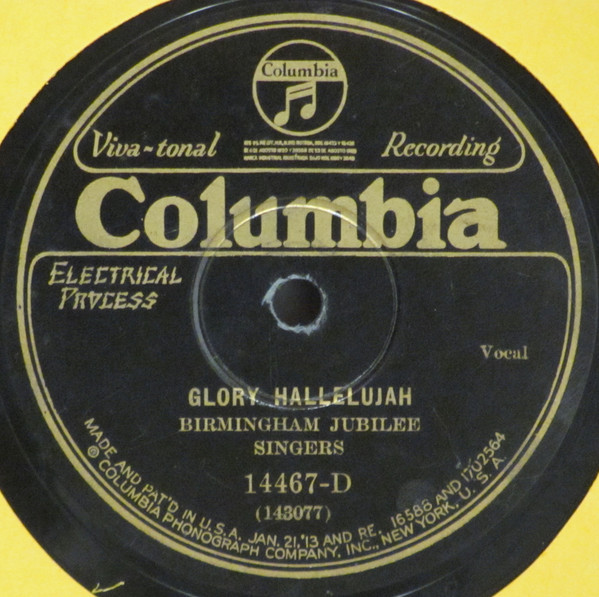 Columbia
Viva-tonal Recording
Columbia
ELECTRICAL
PROCESS
Vocal
GLORY HALLELUJAH
BIRMINGHAM JUBILEE
SINGERS
14467-D
(143077)
MADE AND PAT'D IN U.S.A. JAN. 21, '13 AND RE. 16588 AND 1702564
© COLUMBIA PHONOGRAPH COMPANY, INC., NEW YORK, U.S.A.